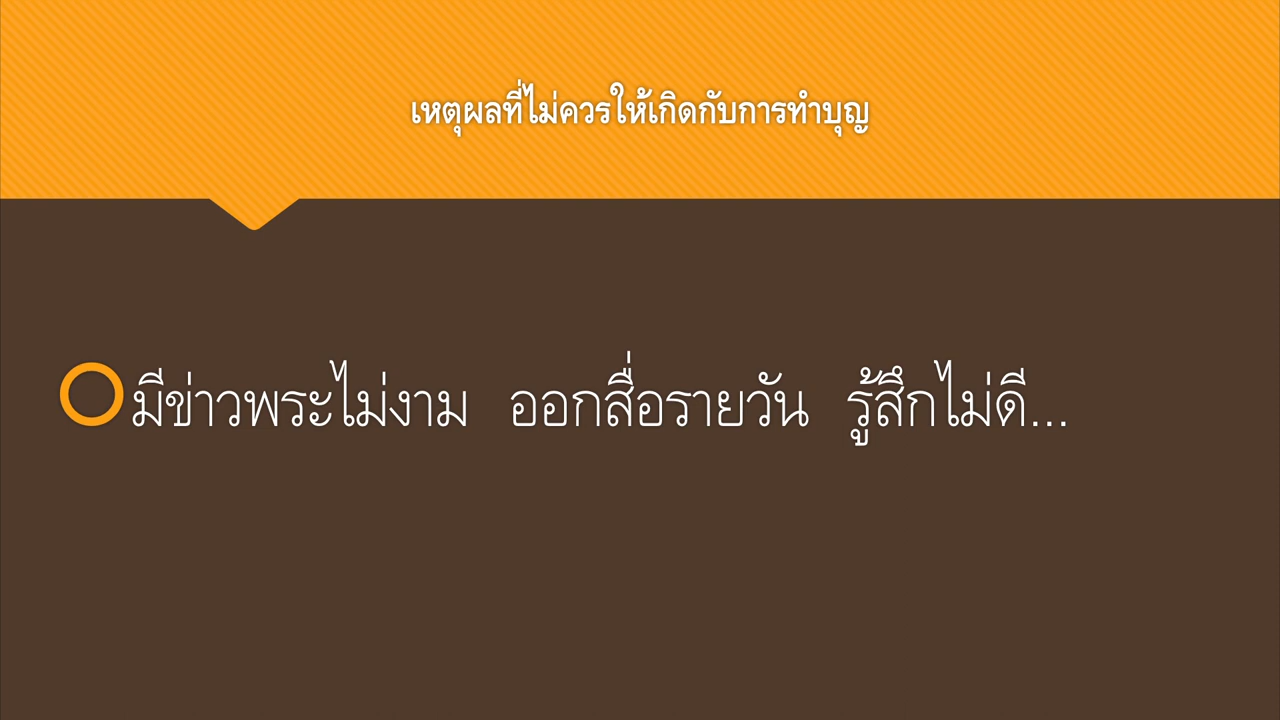 เหตุผลที่ไม่ควรให้เกิดกับการทำบุญ
มีข่าวพระไม่งาม ออกสื่อรายวัน รู้สึกไม่ดี...